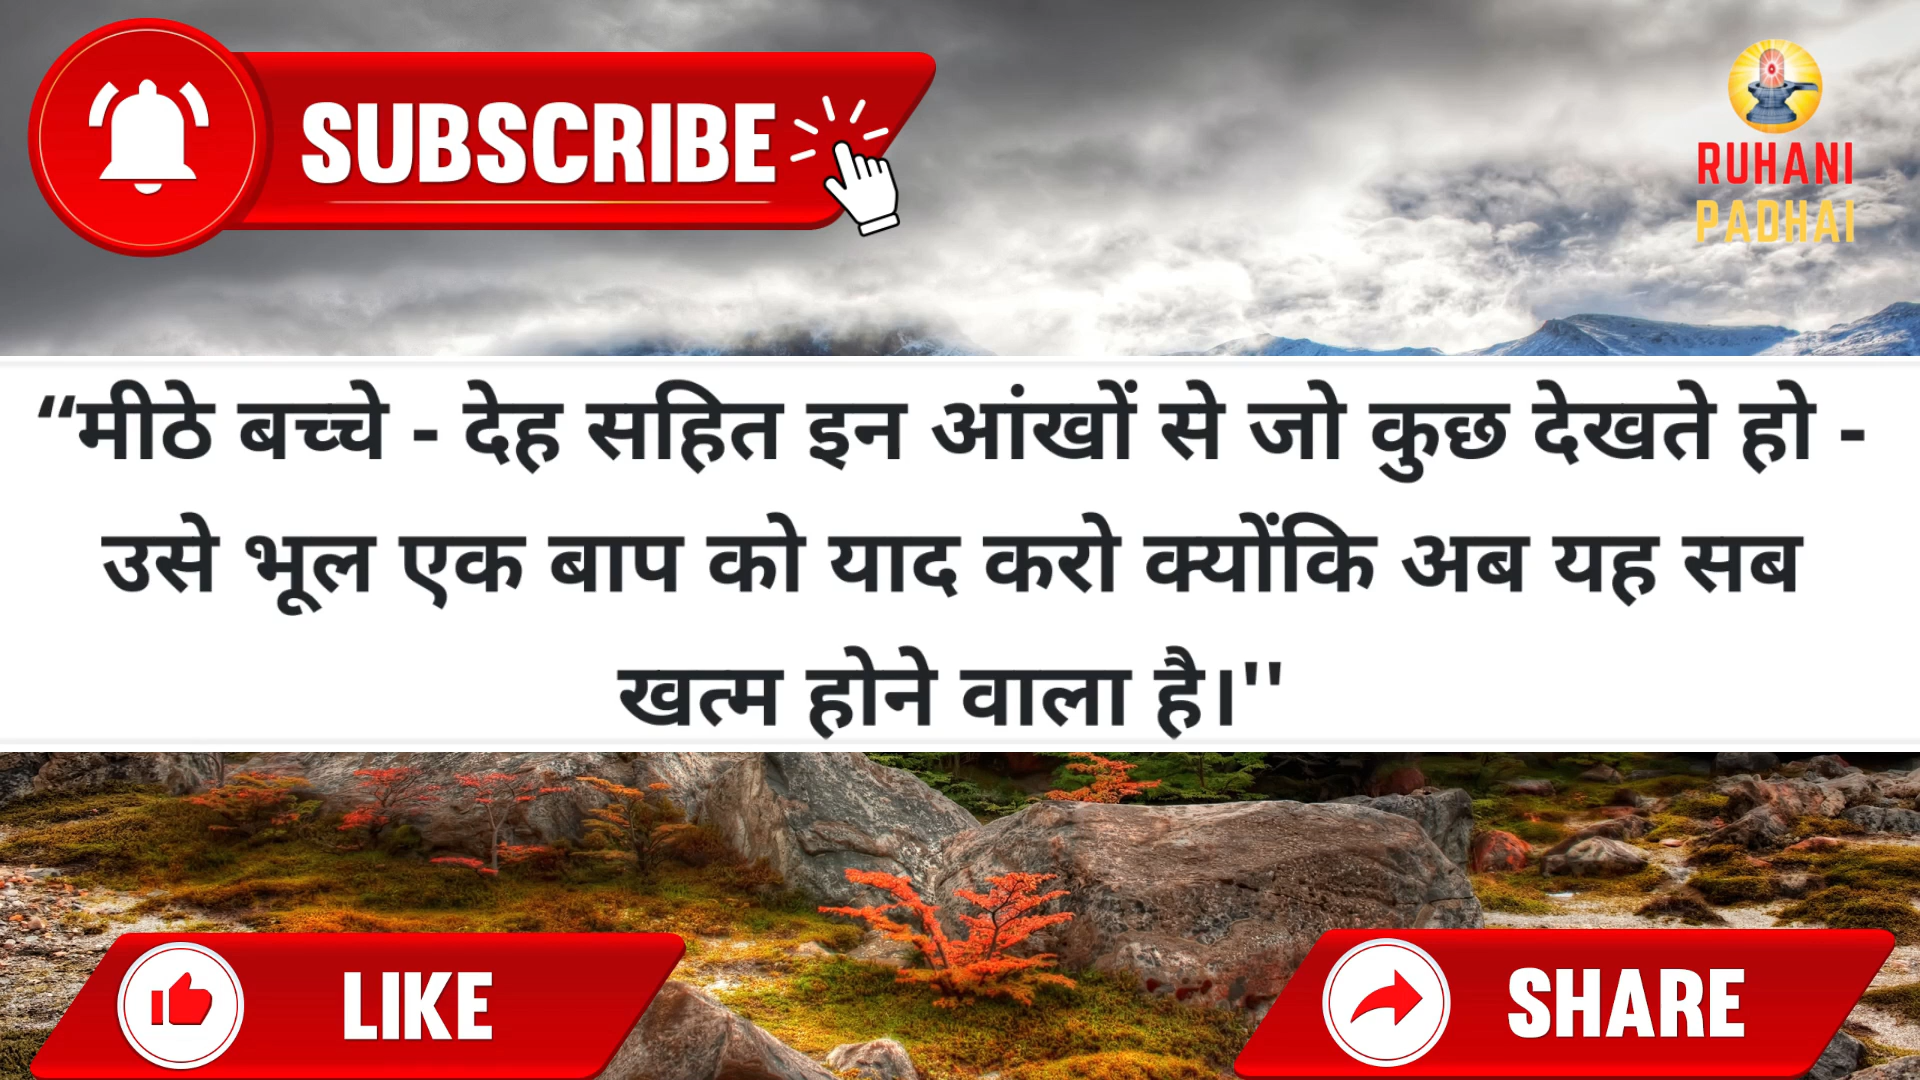 SUBSCRIBE
RUHANI
PADHAI
“मीठे बच्चे - देह सहित इन आंखों से जो कुछ देखते हो -
उसे भूल एक बाप को याद करो क्योंकि अब यह सब
खत्म होने वाला है।''
LIKE
SHARE